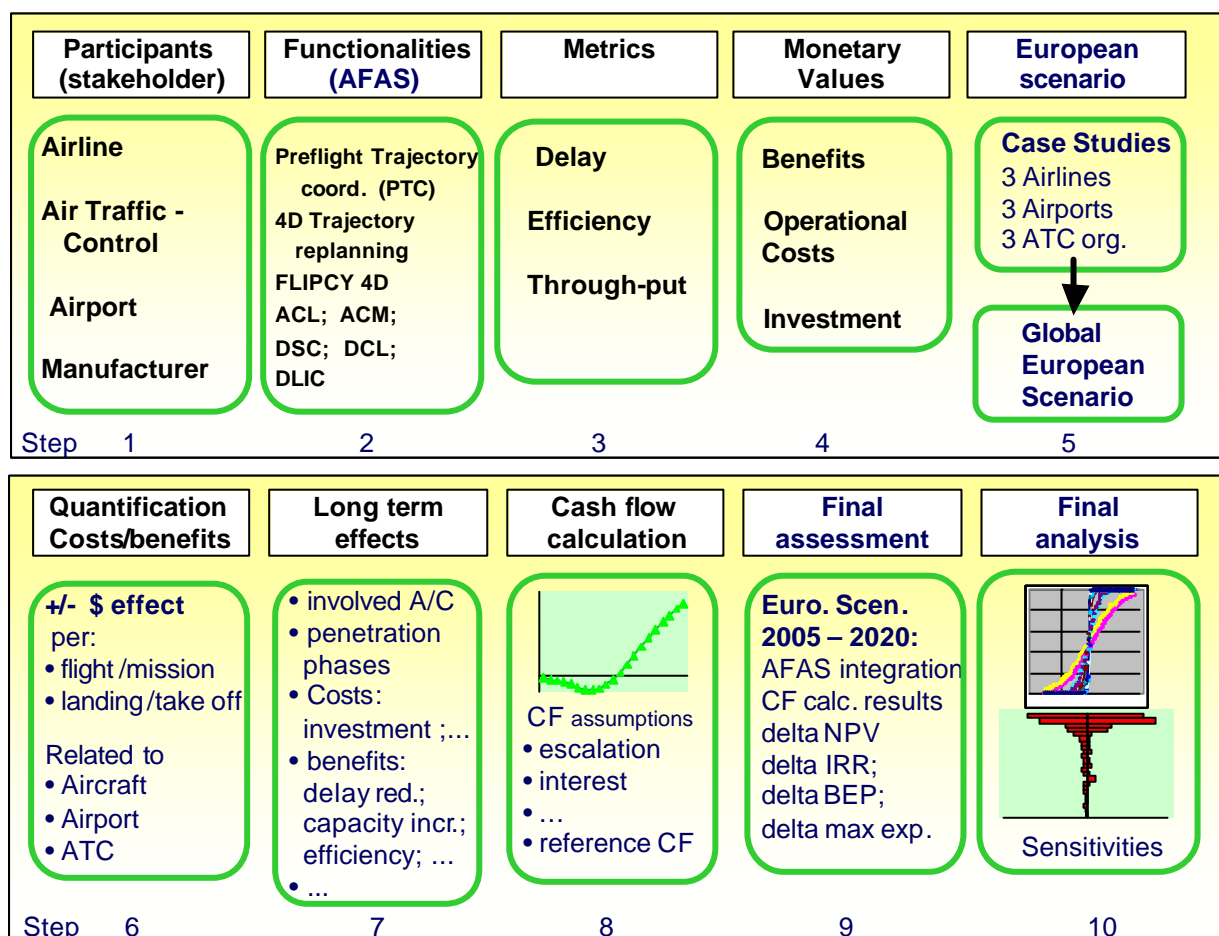 Participants
(stakeholder)
Airline
Air Traffic -
Control
Airport
Manufacturer
Functionalities
(AFAS)
Preflight Trajectory
coord. (PTC)
4D Trajectory
replanning
FLIPCY 4D
ACL; ACM;
DSC; DCL;
DLIC
Metrics
Delay
Efficiency
Through-put
Monetary
Values
Benefits
Operational
Costs
Investment
European
scenario
Case Studies
3 Airlines
3 Airports
3 ATC org.
Global
European
Scenario
Step 1 2 3 4 5
Quantification
Costs/benefits
+/- $ effect
per:
• flight/mission
• landing/take off
Related to
• Aircraft
• Airport
• ATC
Long term
effects
• involved A/C
• penetration
phases
• Costs:
investment ;...
• benefits:
delay red.;
capacity incr.;
efficiency; ...
• ...
Cash flow
calculation
CF assumptions
• escalation
• interest
• ...
• reference CF
Final
assessment
Euro. Scen.
2005 – 2020:
AFAS integration
CF calc. results
delta NPV
delta IRR;
delta BEP;
delta max exp.
Final
analysis
Sensitivities
Step 6 7 8 9 10